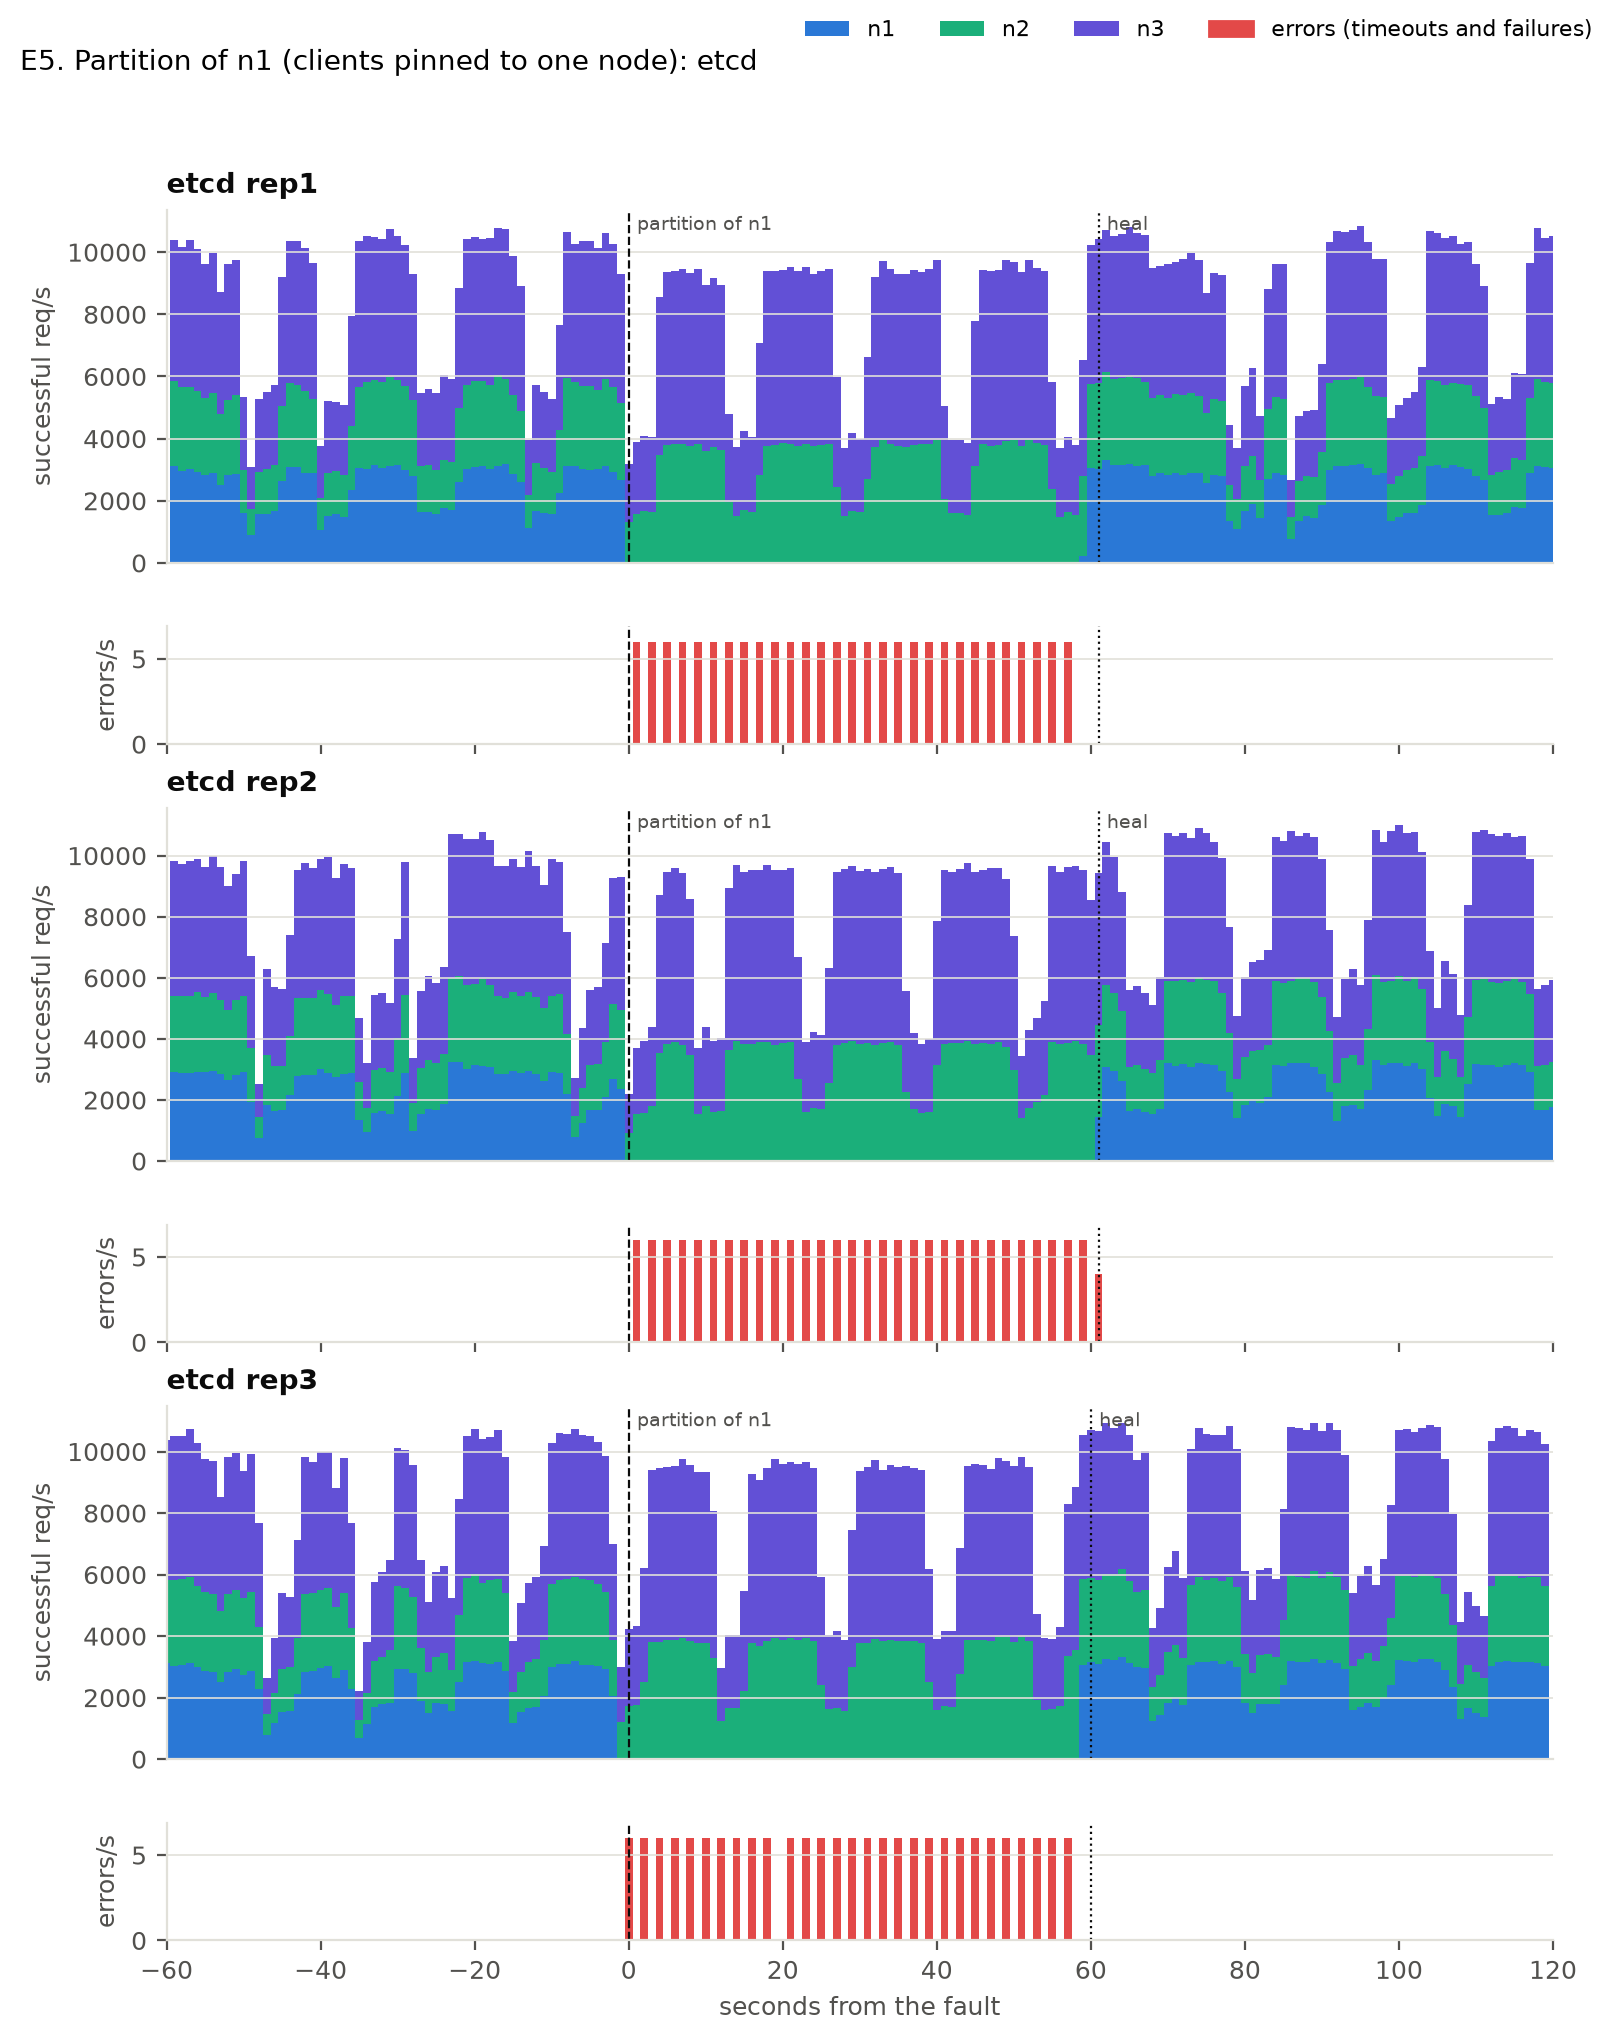 n1 n2 n3 errors (timeouts and failures)
E5. Partition of n1 (clients pinned to one node): etcd
etcd rep1
partition of n1 heal
successful req/s
10000
8000
6000
4000
2000
0
errors/s
5
0
etcd rep2
partition of n1 heal
successful req/s
10000
8000
6000
4000
2000
0
errors/s
5
0
etcd rep3
partition of n1 heal
successful req/s
10000
8000
6000
4000
2000
0
errors/s
5
0
−60 −40 −20 0 20 40 60 80 100 120
seconds from the fault